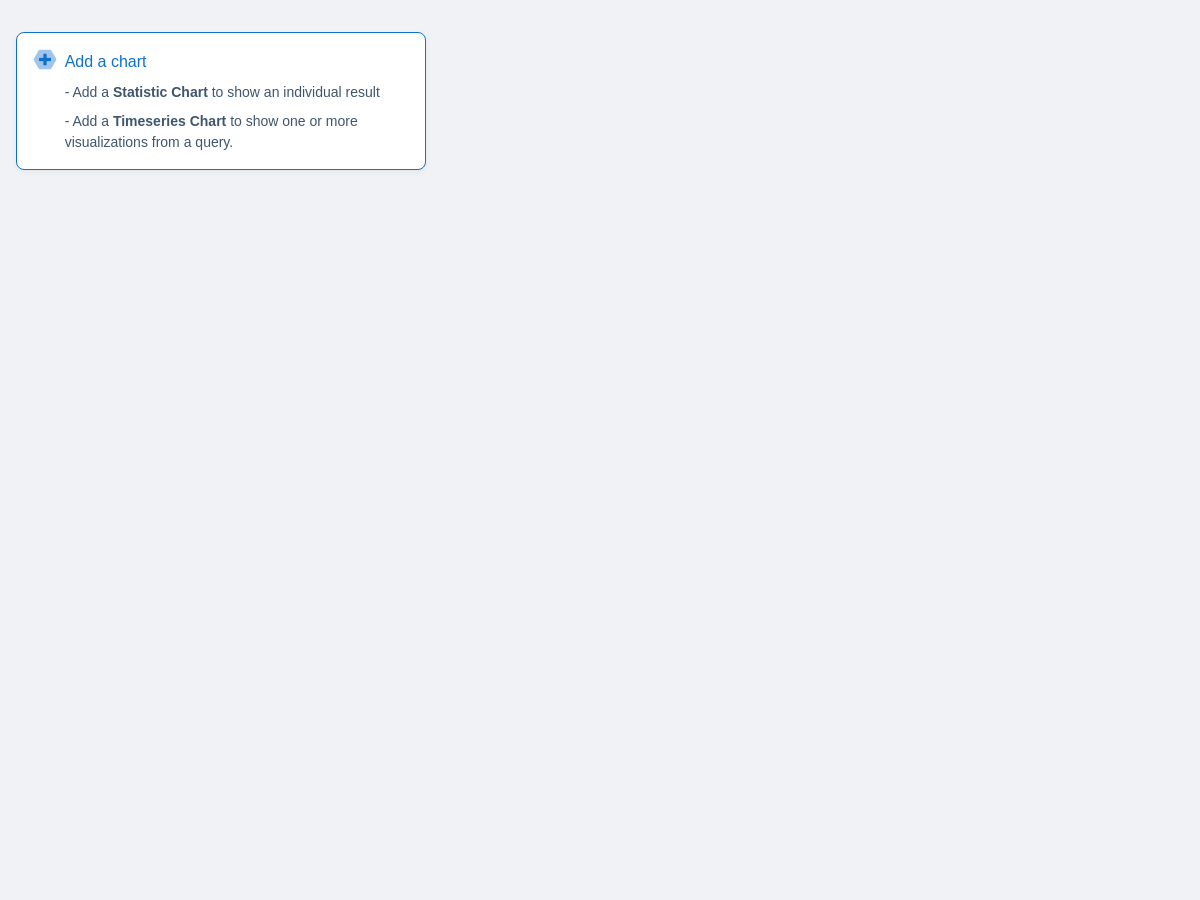 Add a chart
- Add a Statistic Chart to show an individual result
- Add a Timeseries Chart to show one or more
visualizations from a query.